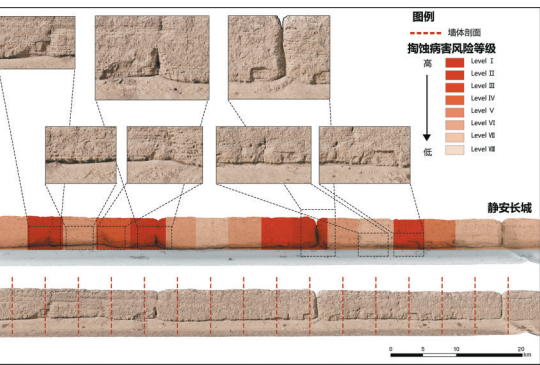 图例
墙体剖面
掏蚀病害风险等级
高
低
Level Ⅰ
Level Ⅱ
Level Ⅲ
Level Ⅳ
Level Ⅴ
Level Ⅵ
Level Ⅶ
Level Ⅷ
静安长城
0 5 10 20
km